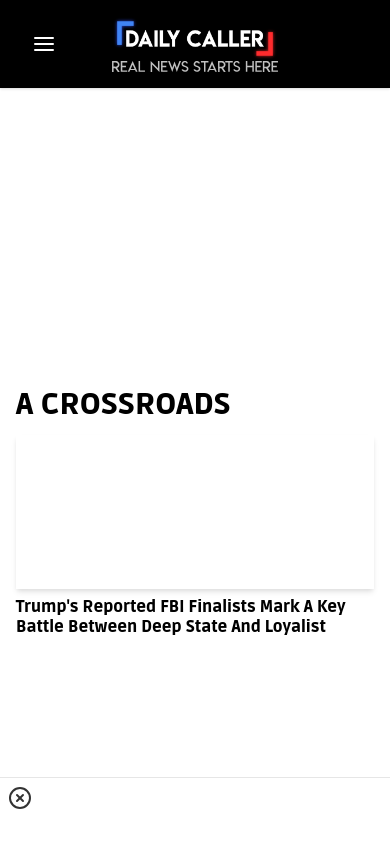 DAILY CALLER
REAL NEWS STARTS HERE
A CROSSROADS
Trump's Reported FBI Finalists Mark A Key
Battle Between Deep State And Loyalist